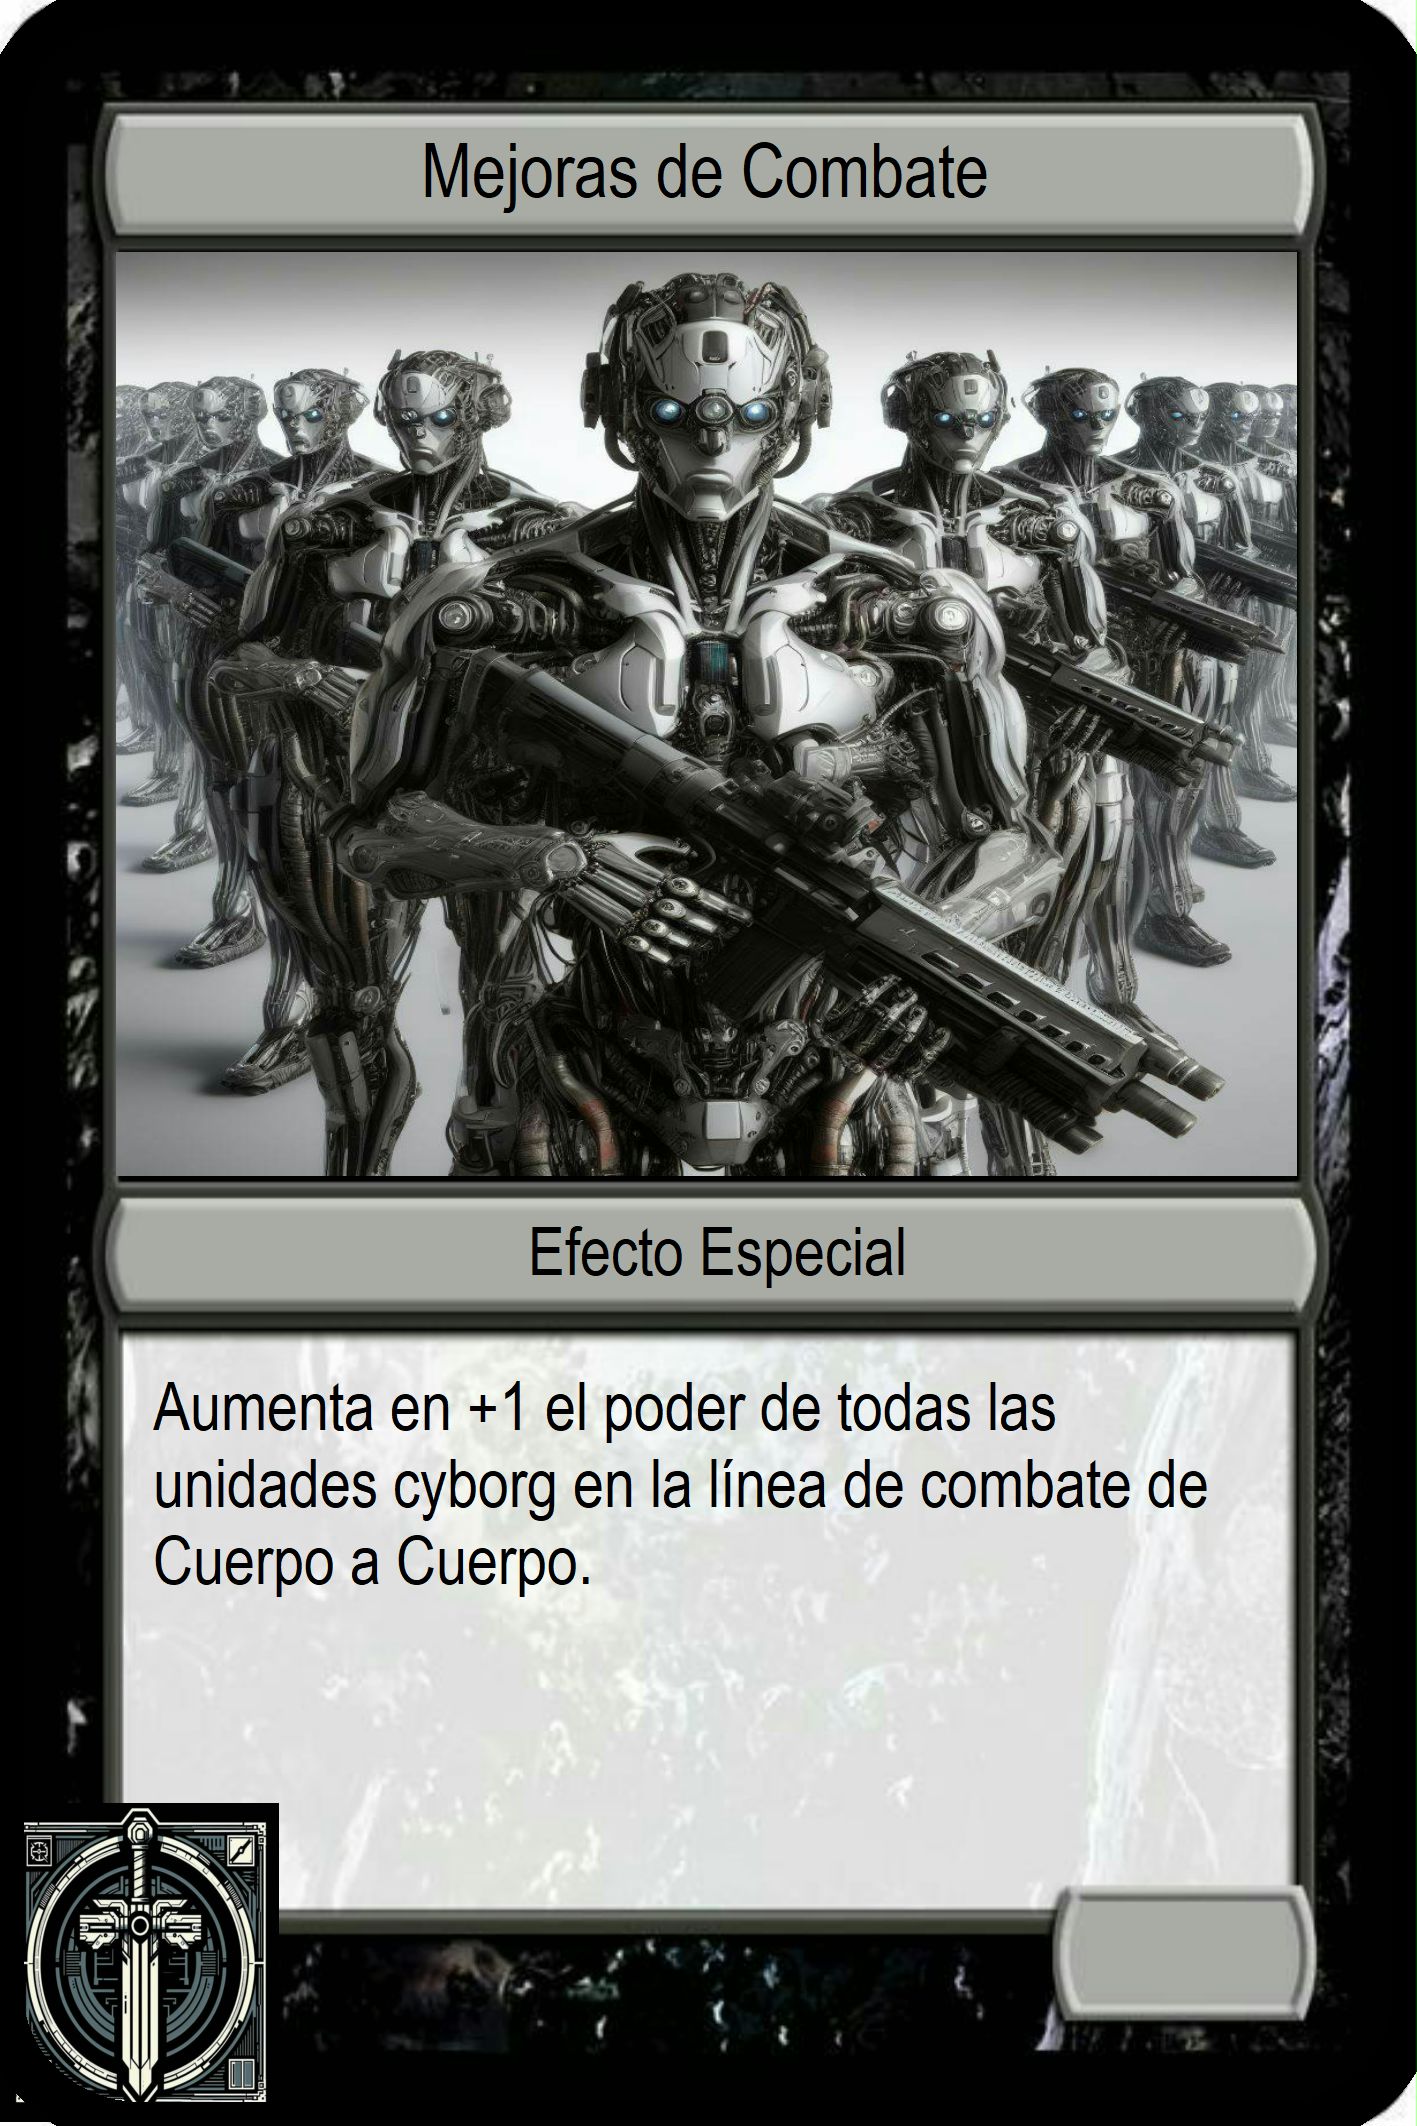 Mejoras de Combate
Efecto Especial
Aumenta en +1 el poder de todas las
unidades cyborg en la línea de combate de
Cuerpo a Cuerpo.